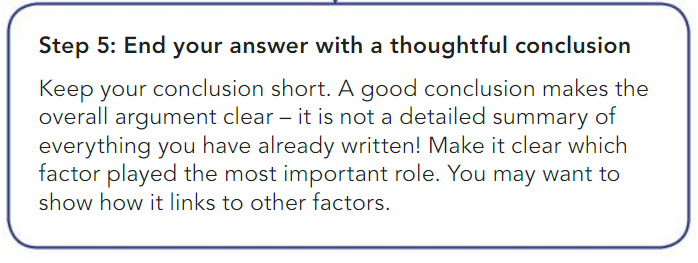 Step 5: End your answer with a thoughtful conclusion
Keep your conclusion short. A good conclusion makes the
overall argument clear – it is not a detailed summary of
everything you have already written! Make it clear which
factor played the most important role. You may want to
show how it links to other factors.